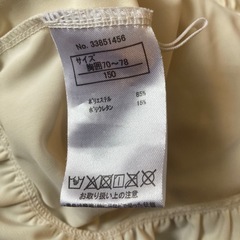 No. 33851456
サイズ
胸囲70〜78
150
ポリエステル 85%
ポリウレタン 15%
お取り扱い上の注意